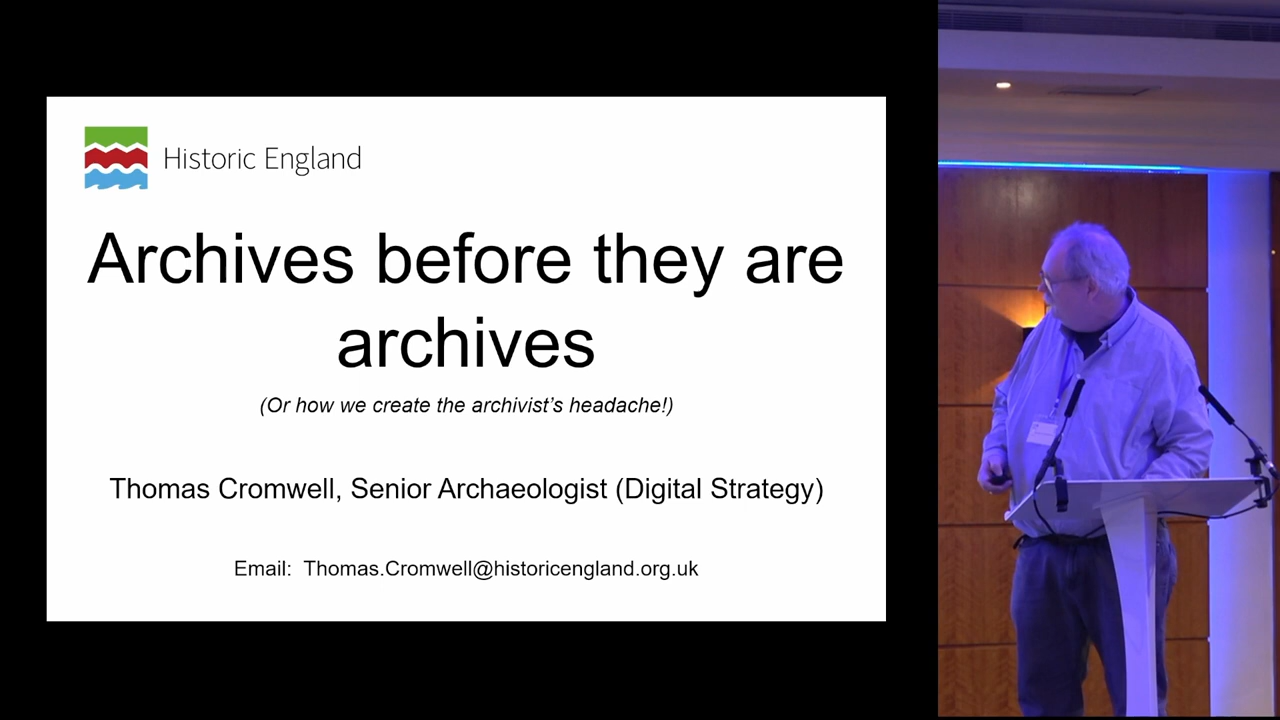 Historic England
Archives before they are
archives
(Or how we create the archivist's headache!)
Thomas Cromwell, Senior Archaeologist (Digital Strategy)
Email: Thomas.Cromwell@historicengland.org.uk